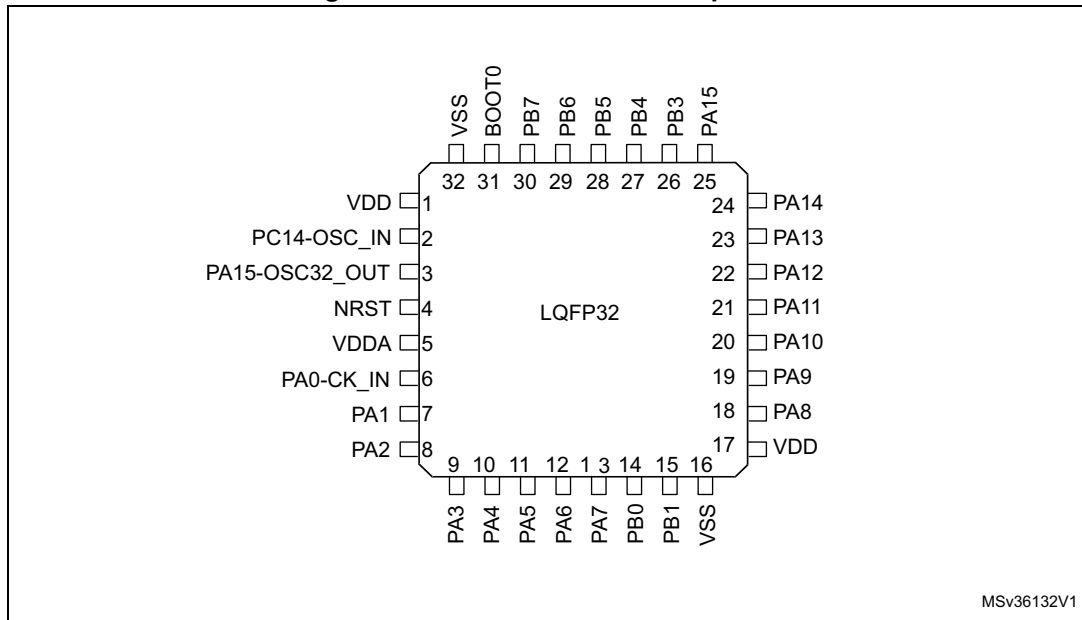 VSS
BOOT0
PB7
PB6
PB5
PB4
PB3
PA15
32 31 30 29 28 27 26 25
VDD 1
PC14-OSC_IN 2
PA15-OSC32_OUT 3
NRST 4
VDDA 5
PA0-CK_IN 6
PA1 7
PA2 8
LQFP32
24 PA14
23 PA13
22 PA12
21 PA11
20 PA10
19 PA9
18 PA8
17 VDD
9 10 11 12 1 3 14 15 16
PA3
PA4
PA5
PA6
PA7
PB0
PB1
VSS
MSv36132V1